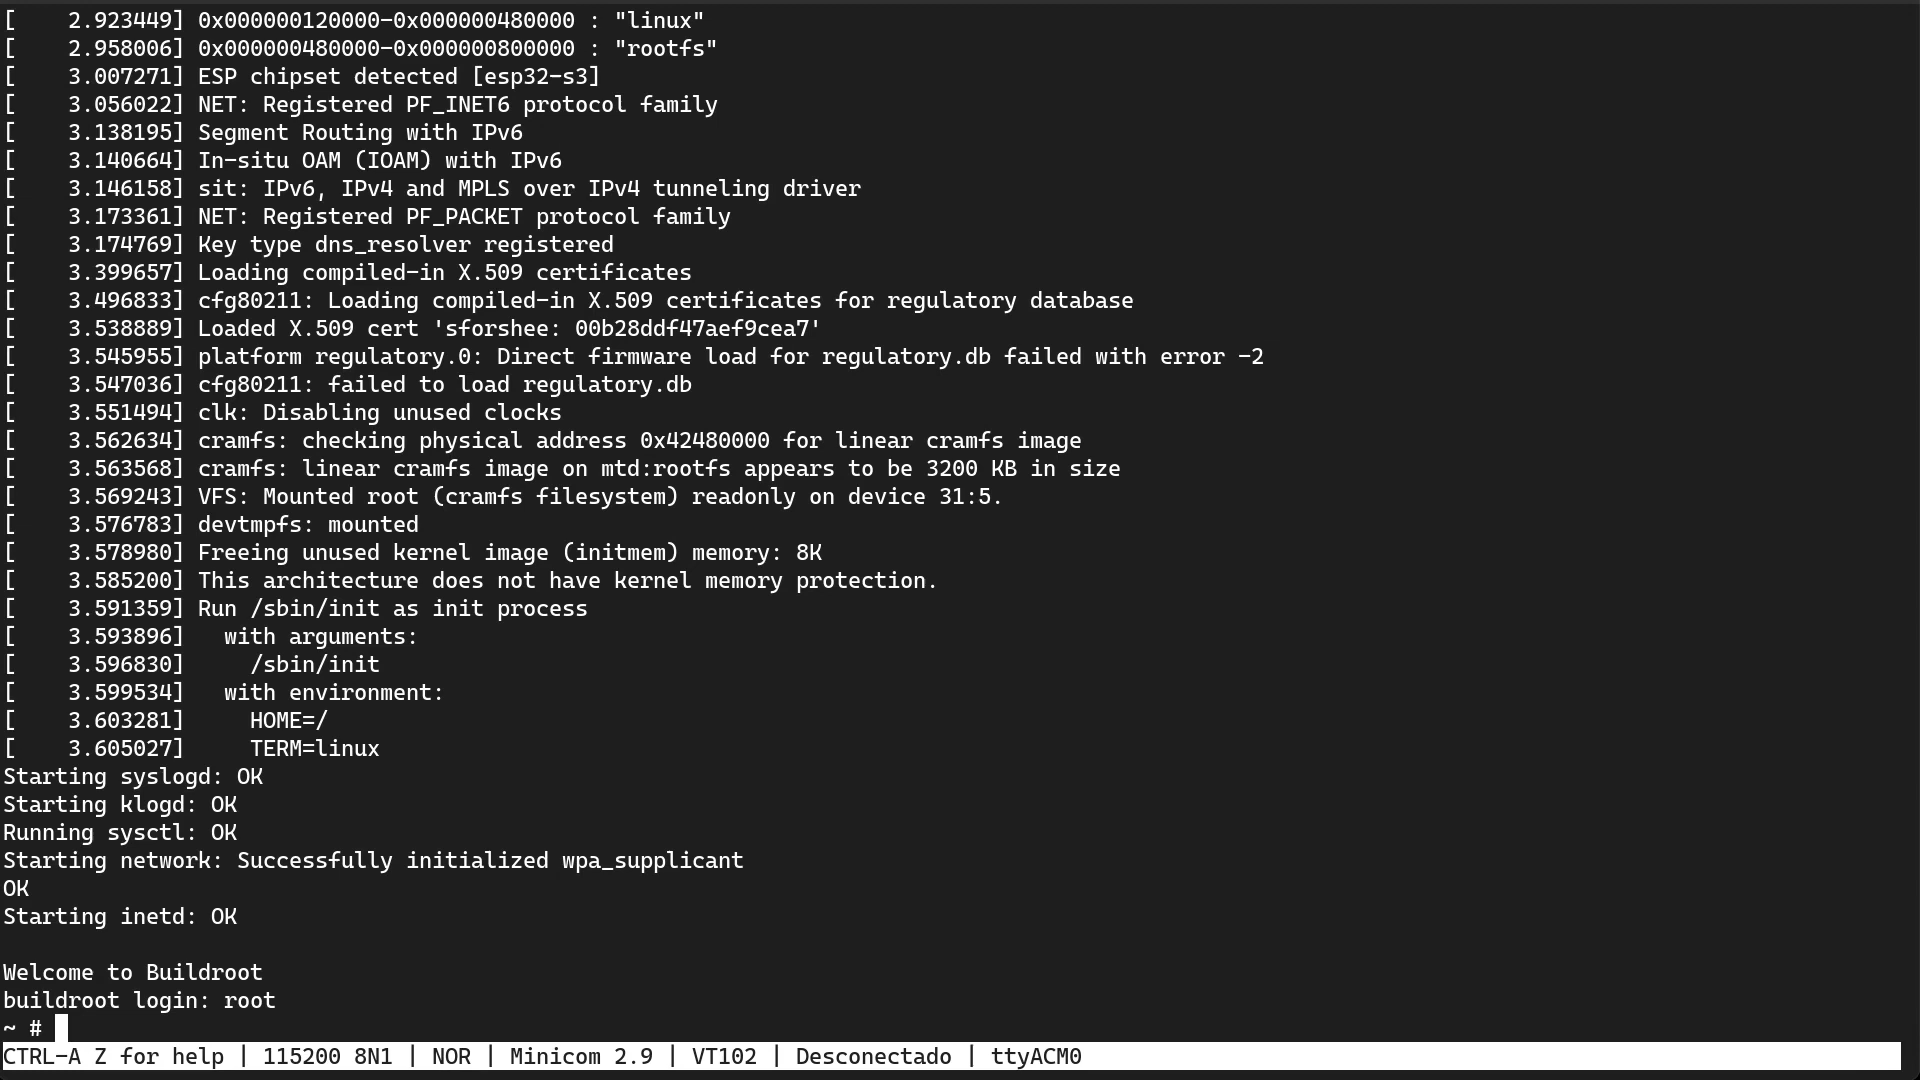 [    2.923449] 0x000000120000-0x000000480000 : "linux"
[    2.958006] 0x000000480000-0x000000800000 : "rootfs"
[    3.007271] ESP chipset detected [esp32-s3]
[    3.056022] NET: Registered PF_INET6 protocol family
[    3.138195] Segment Routing with IPv6
[    3.140664] In-situ OAM (IOAM) with IPv6
[    3.146158] sit: IPv6, IPv4 and MPLS over IPv4 tunneling driver
[    3.173361] NET: Registered PF_PACKET protocol family
[    3.174769] Key type dns_resolver registered
[    3.399657] Loading compiled-in X.509 certificates
[    3.496833] cfg80211: Loading compiled-in X.509 certificates for regulatory database
[    3.538889] Loaded X.509 cert 'sforshee: 00b28ddf47aef9cea7'
[    3.545955] platform regulatory.0: Direct firmware load for regulatory.db failed with error -2
[    3.547036] cfg80211: failed to load regulatory.db
[    3.551494] clk: Disabling unused clocks
[    3.562634] cramfs: checking physical address 0x42480000 for linear cramfs image
[    3.563568] cramfs: linear cramfs image on mtd:rootfs appears to be 3200 KB in size
[    3.569243] VFS: Mounted root (cramfs filesystem) readonly on device 31:5.
[    3.576783] devtmpfs: mounted
[    3.578980] Freeing unused kernel image (initmem) memory: 8K
[    3.585200] This architecture does not have kernel memory protection.
[    3.591359] Run /sbin/init as init process
[    3.593896]   with arguments:
[    3.596830]     /sbin/init
[    3.599534]   with environment:
[    3.603281]     HOME=/
[    3.605027]     TERM=linux
Starting syslogd: OK
Starting klogd: OK
Running sysctl: OK
Starting network: Successfully initialized wpa_supplicant
OK
Starting inetd: OK
Welcome to Buildroot
buildroot login: root
~ #
CTRL-A Z for help | 115200 8N1 | NOR | Minicom 2.9 | VT102 | Desconectado | ttyACM0